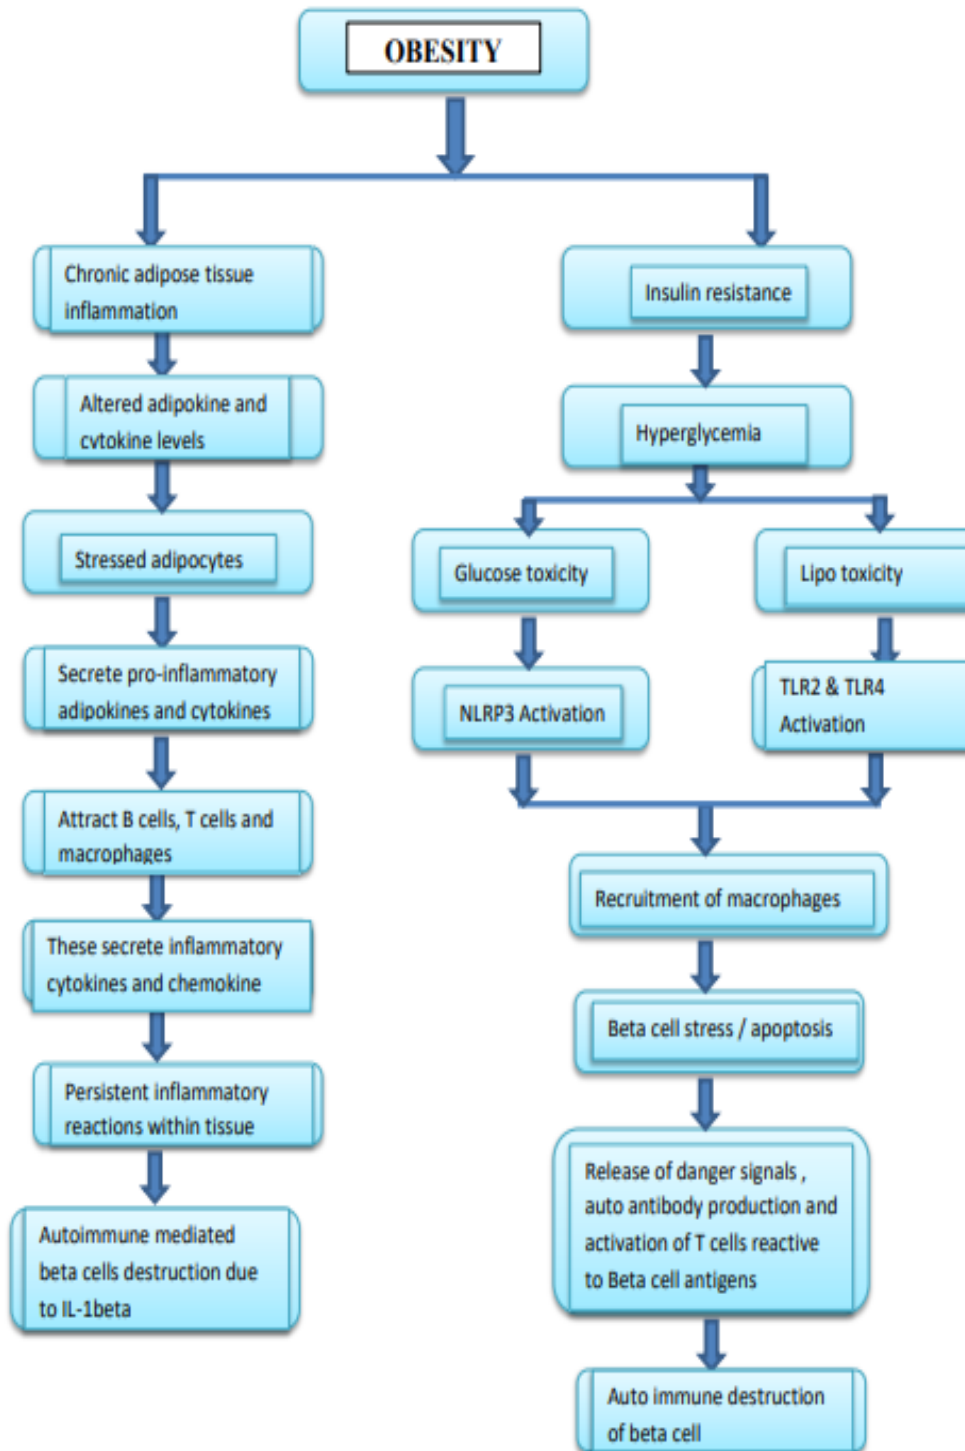 OBESITY
Chronic adipose tissue
inflammation
Altered adipokine and
cytokine levels
Stressed adipocytes
Secrete pro-inflammatory
adipokines and cytokines
Attract B cells, T cells and
macrophages
These secrete inflammatory
cytokines and chemokine
Persistent inflammatory
reactions within tissue
Autoimmune mediated
beta cells destruction due
to IL-1beta
Insulin resistance
Hyperglycemia
Glucose toxicity
Lipo toxicity
NLRP3 Activation
TLR2 & TLR4
Activation
Recruitment of macrophages
Beta cell stress / apoptosis
Release of danger signals ,
auto antibody production and
activation of T cells reactive
to Beta cell antigens
Auto immune destruction
of beta cell